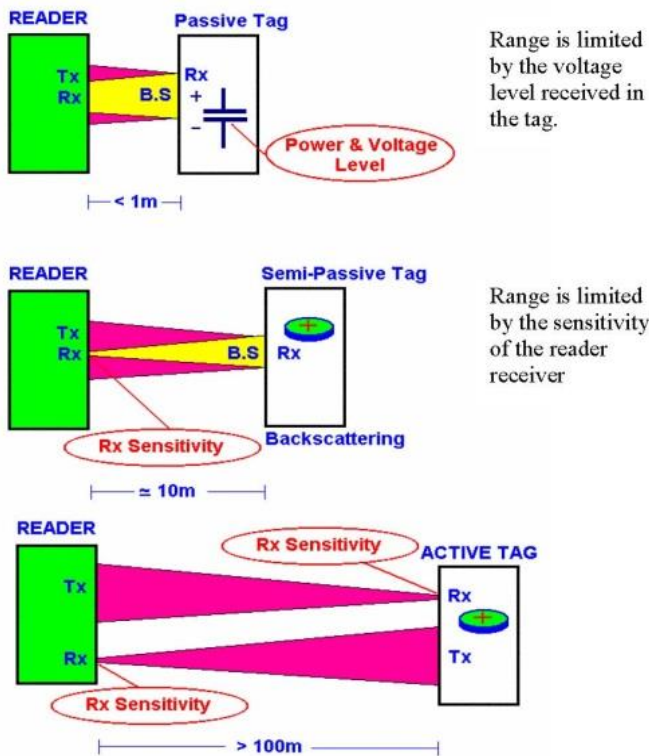 READER
Passive Tag
Tx
Rx
B.S
Rx
+
−
Power & Voltage
Level
< 1m
Range is limited
by the voltage
level received in
the tag.
READER
Semi-Passive Tag
Tx
Rx
B.S
Rx
+
Rx Sensitivity
Backscattering
≃ 10m
Range is limited
by the sensitivity
of the reader
receiver
READER
Rx Sensitivity
ACTIVE TAG
Tx
Rx
+
Rx
Tx
Rx Sensitivity
> 100m